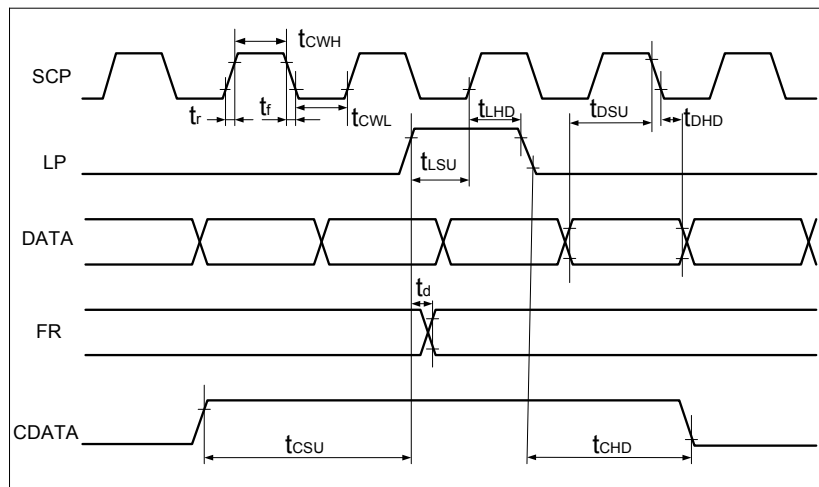 tCWH
SCP
tr
tf
tCWL
tLHD
tDSU
tDHD
LP
tLSU
DATA
td
FR
CDATA
tCSU
tCHD